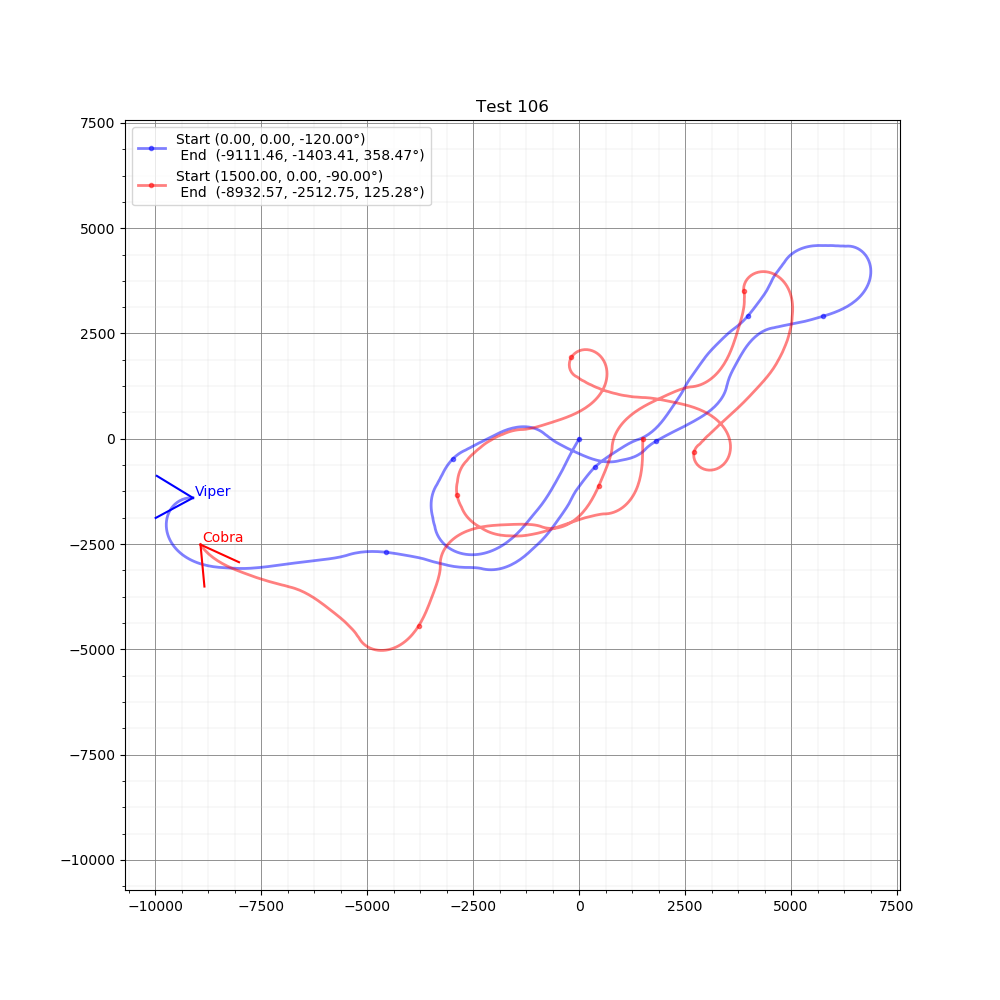 Test 106
Start (0.00, 0.00, -120.00°)
End (-9111.46, -1403.41, 358.47°)
Start (1500.00, 0.00, -90.00°)
End (-8932.57, -2512.75, 125.28°)
7500
5000
2500
0
−2500
−5000
−7500
−10000
Viper
Cobra
−10000 −7500 −5000 −2500 0 2500 5000 7500